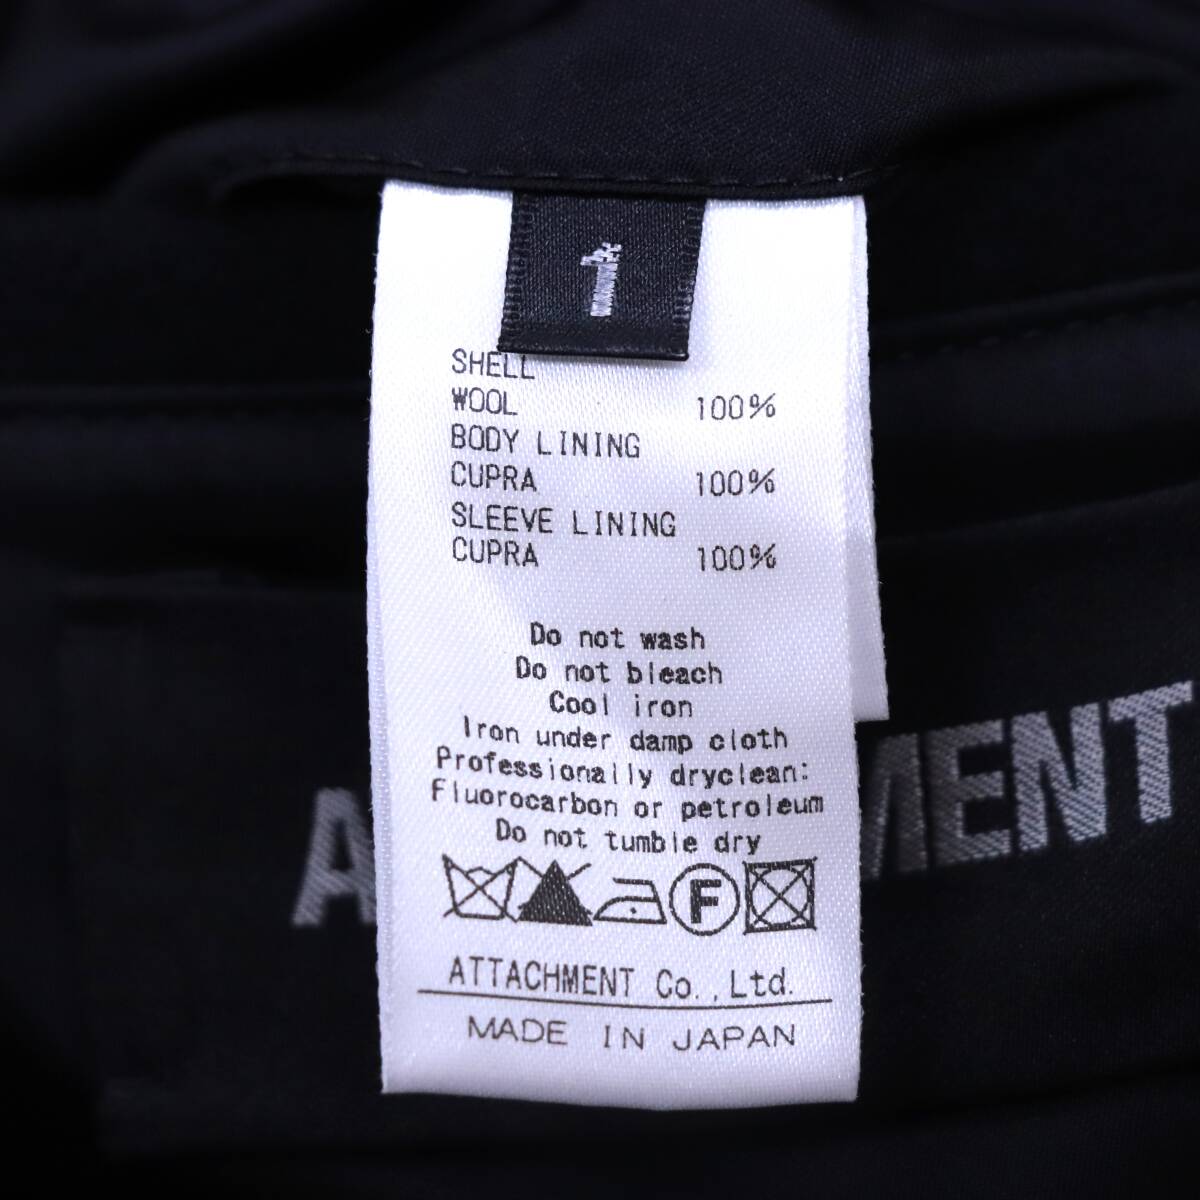 1
SHELL
WOOL 100%
BODY LINING
CUPRA 100%
SLEEVE LINING
CUPRA 100%
Do not wash
Do not bleach
Cool iron
Iron under damp cloth
Professionally dryclean:
Fluorocarbon or petroleum
Do not tumble dry
F
ATTACHMENT Co.,Ltd.
MADE IN JAPAN